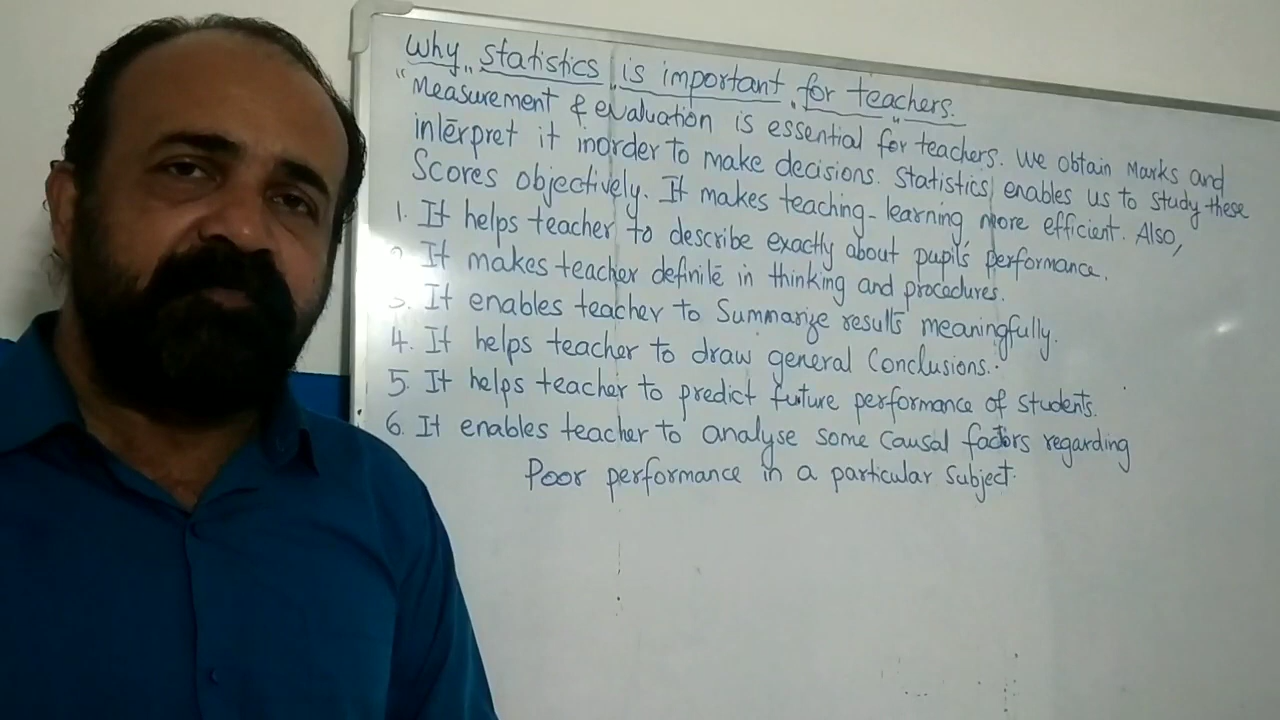 Why "statistics" is important for "teachers".
"Measurement & evaluation is essential for teachers. We obtain Marks and
interpret it inorder to make decisions. Statistics enables us to study these
Scores objectively. It makes teaching-learning more efficient. Also,
1. It helps teacher to describe exactly about pupil's performance.
2. It makes teacher definite in thinking and procedures.
3. It enables teacher to Summarize results meaningfully.
4. It helps teacher to draw general Conclusions.
5. It helps teacher to predict future performance of students.
6. It enables teacher to analyse some causal factors regarding
Poor performance in a particular subject.